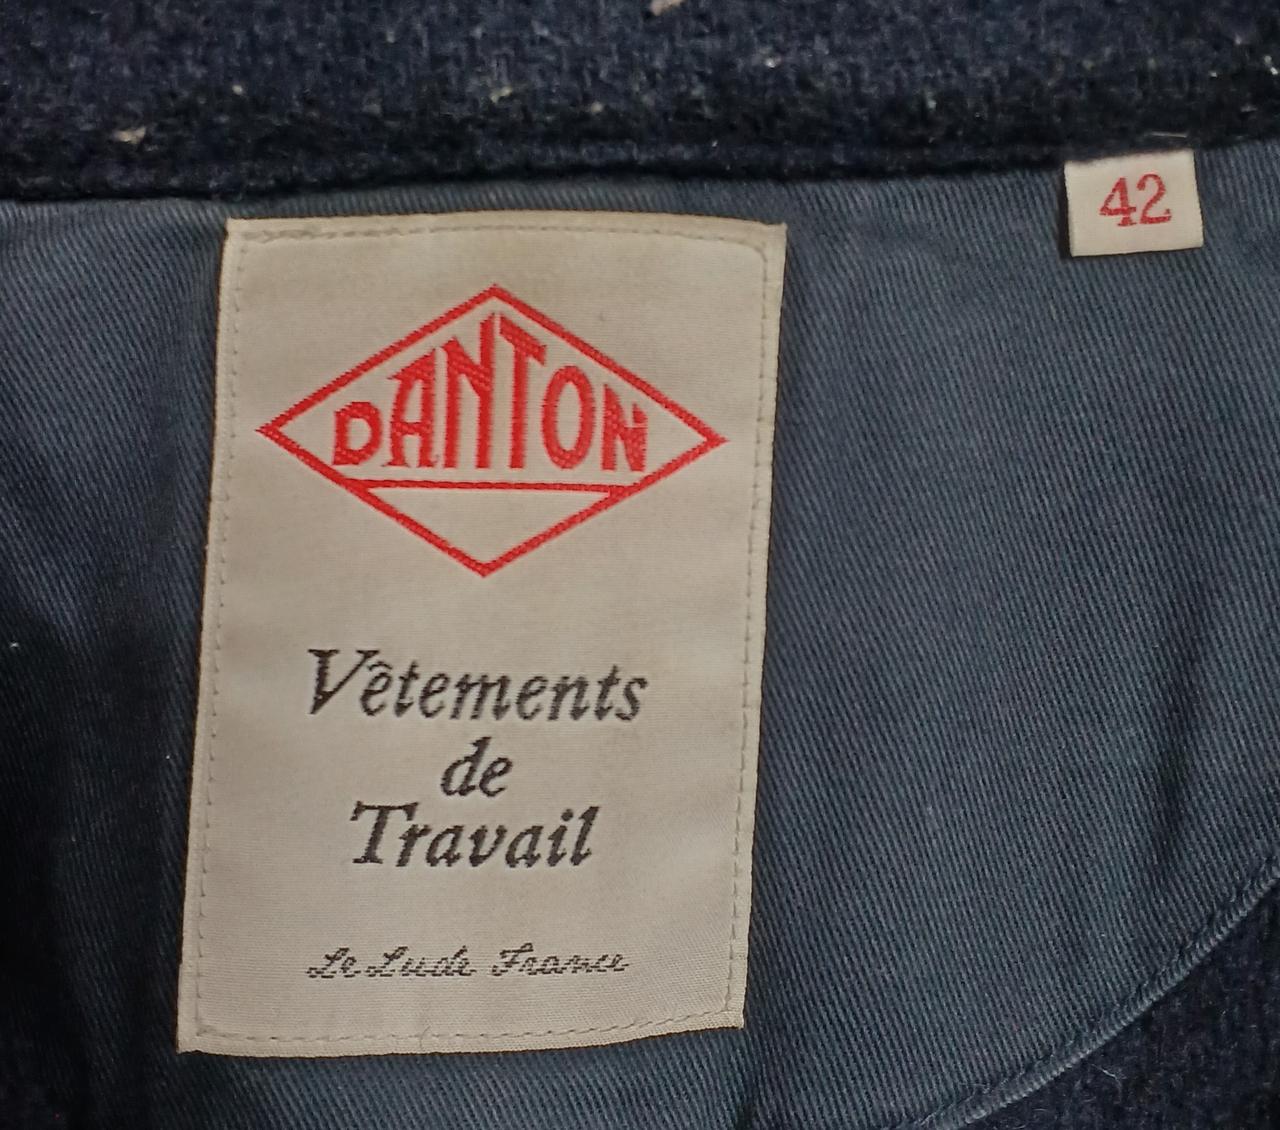 42
DANTON
Vêtements
de
Travail
Le Lude France